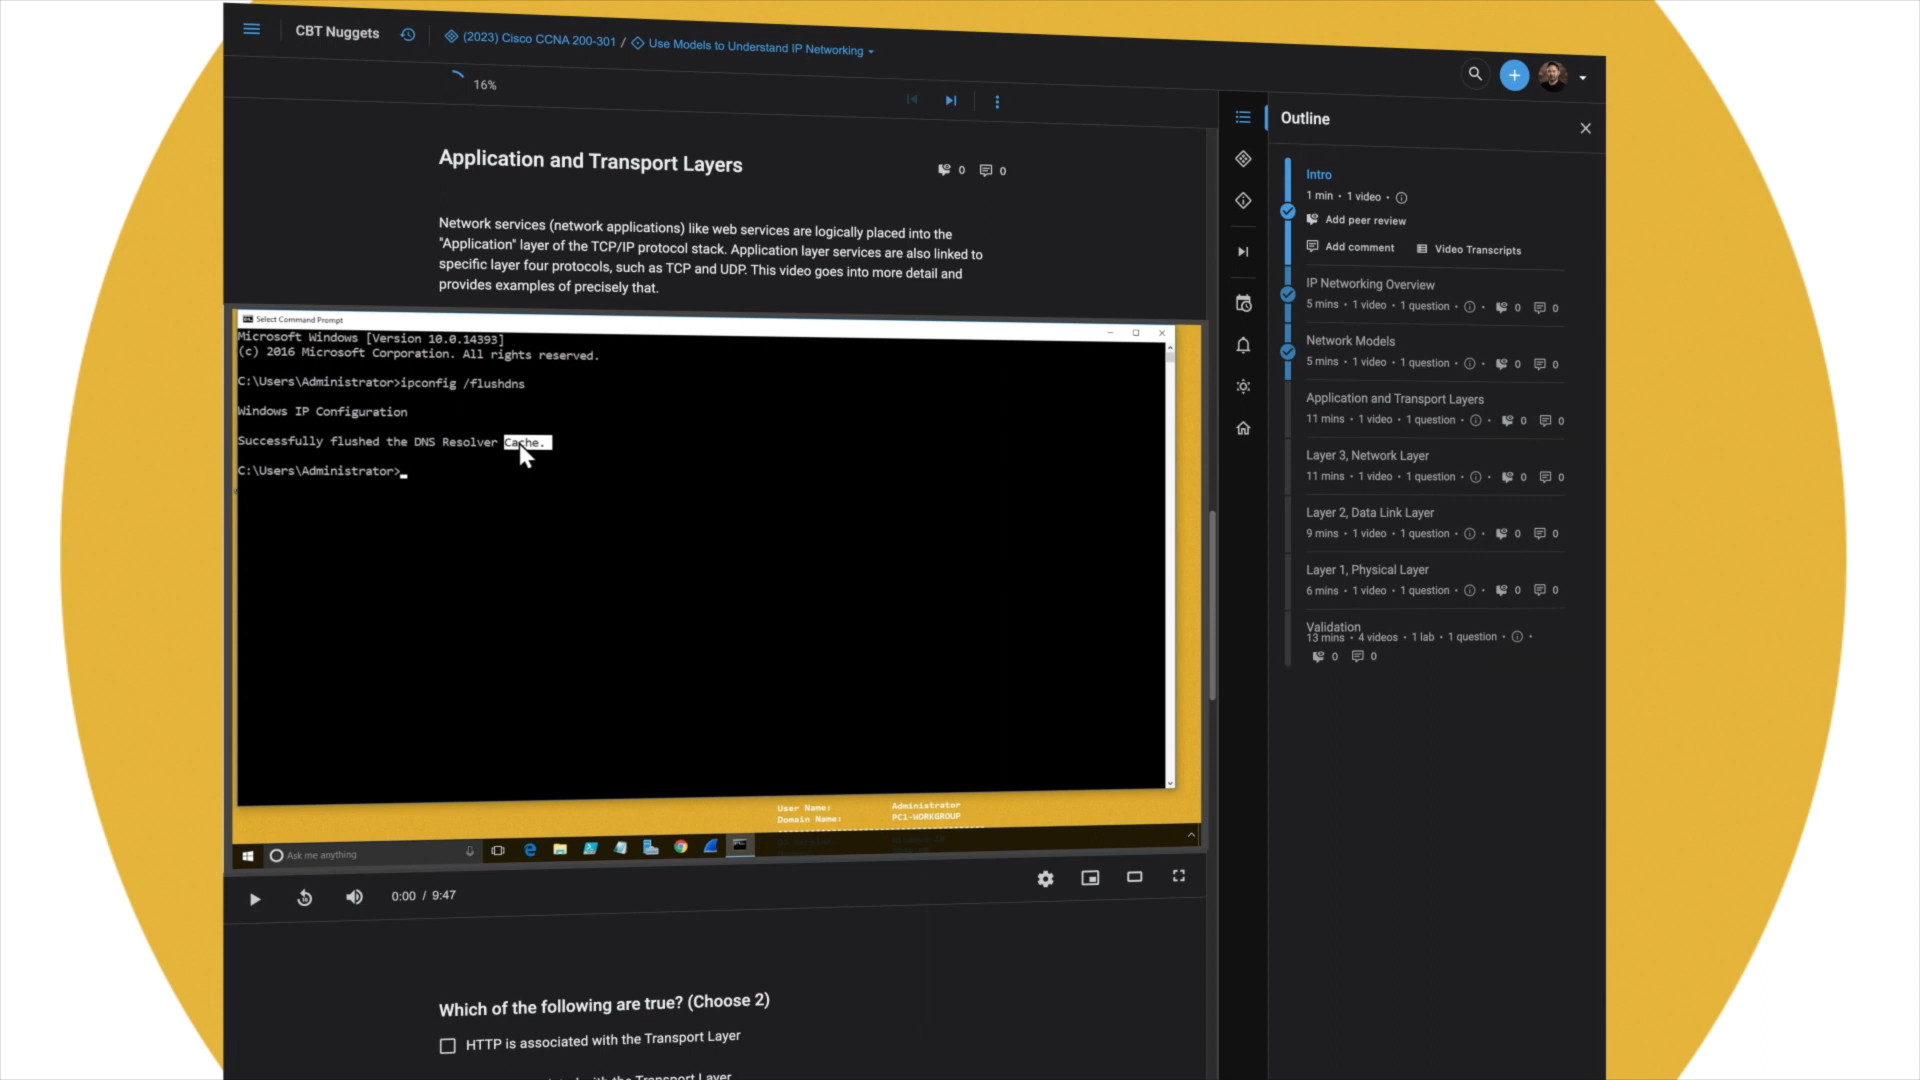 CBT Nuggets
(2023) Cisco CCNA 200-301 / Use Models to Understand IP Networking
16%
Application and Transport Layers
0 0
Network services (network applications) like web services are logically placed into the
"Application" layer of the TCP/IP protocol stack. Application layer services are also linked to
specific layer four protocols, such as TCP and UDP. This video goes into more detail and
provides examples of precisely that.
Select Command Prompt
Microsoft Windows [Version 10.0.14393]
(c) 2016 Microsoft Corporation. All rights reserved.
C:\Users\Administrator>ipconfig /flushdns
Windows IP Configuration
Successfully flushed the DNS Resolver Cache.
C:\Users\Administrator>_
User Name: Administrator
Domain Name: PC1-WORKGROUP
Ask me anything
0:00 / 9:47
Which of the following are true? (Choose 2)
HTTP is associated with the Transport Layer
with the Transport Layer
Outline
Intro
1 min • 1 video •
Add peer review
Add comment Video Transcripts
IP Networking Overview
5 mins • 1 video • 1 question • 0 0
Network Models
5 mins • 1 video • 1 question • 0 0
Application and Transport Layers
11 mins • 1 video • 1 question • • 0 0
Layer 3, Network Layer
11 mins • 1 video • 1 question • • 0 0
Layer 2, Data Link Layer
9 mins • 1 video • 1 question • • 0 0
Layer 1, Physical Layer
6 mins • 1 video • 1 question • • 0 0
Validation
13 mins • 4 videos • 1 lab • 1 question • •
0 0